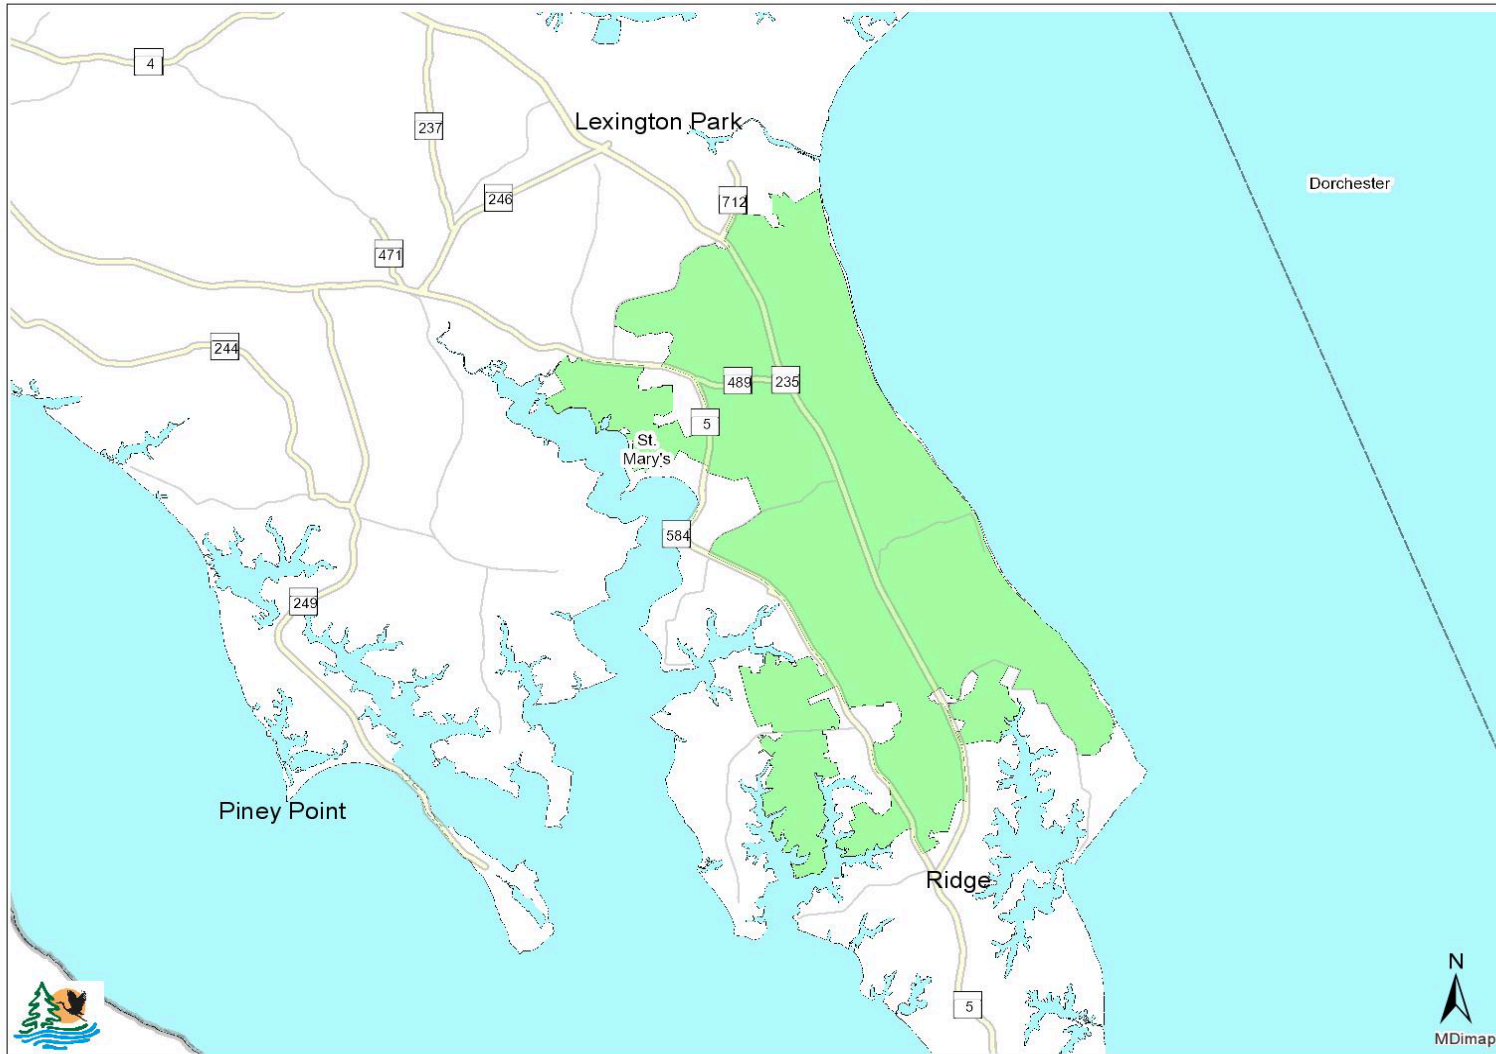 4
237
Lexington Park
Dorchester
246
712
471
244
489
235
5
St.
Mary's
584
249
Piney Point
Ridge
N
5
MDimap